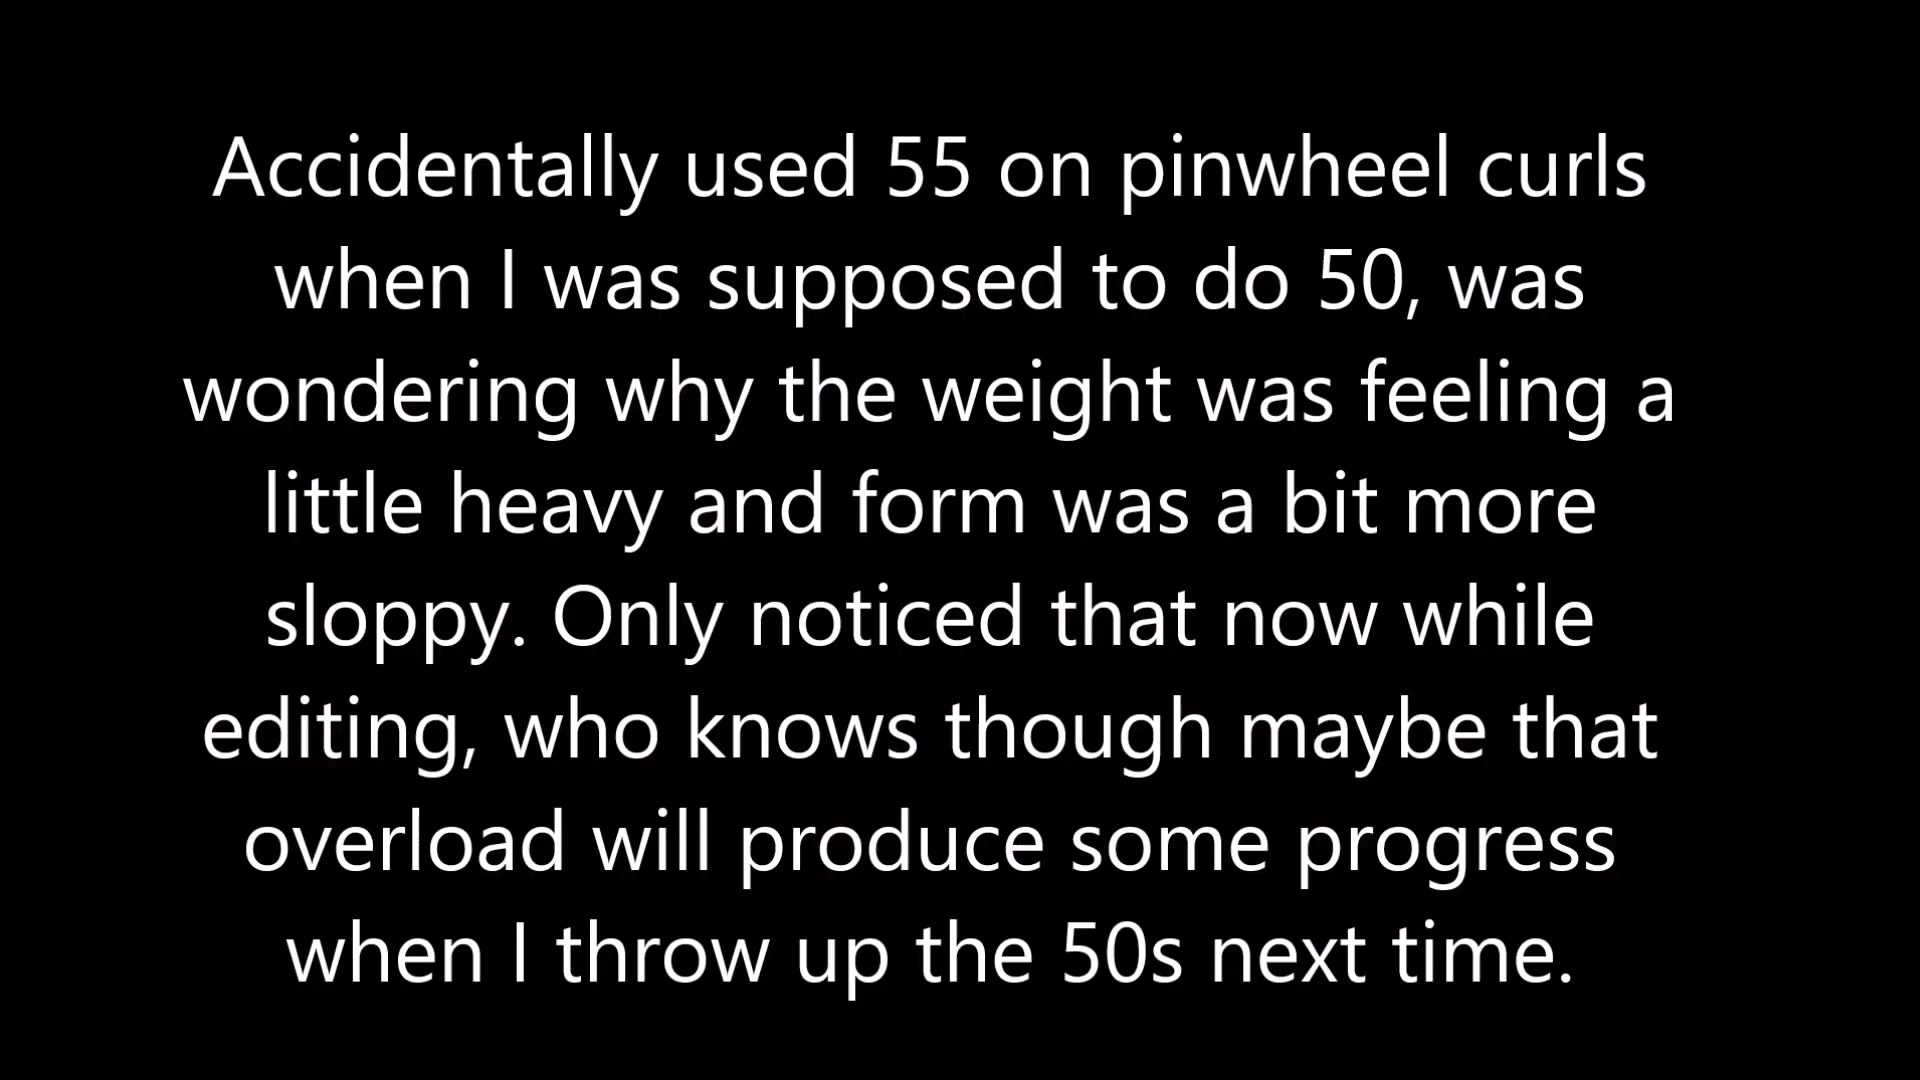 Accidentally used 55 on pinwheel curls
when I was supposed to do 50, was
wondering why the weight was feeling a
little heavy and form was a bit more
sloppy. Only noticed that now while
editing, who knows though maybe that
overload will produce some progress
when I throw up the 50s next time.